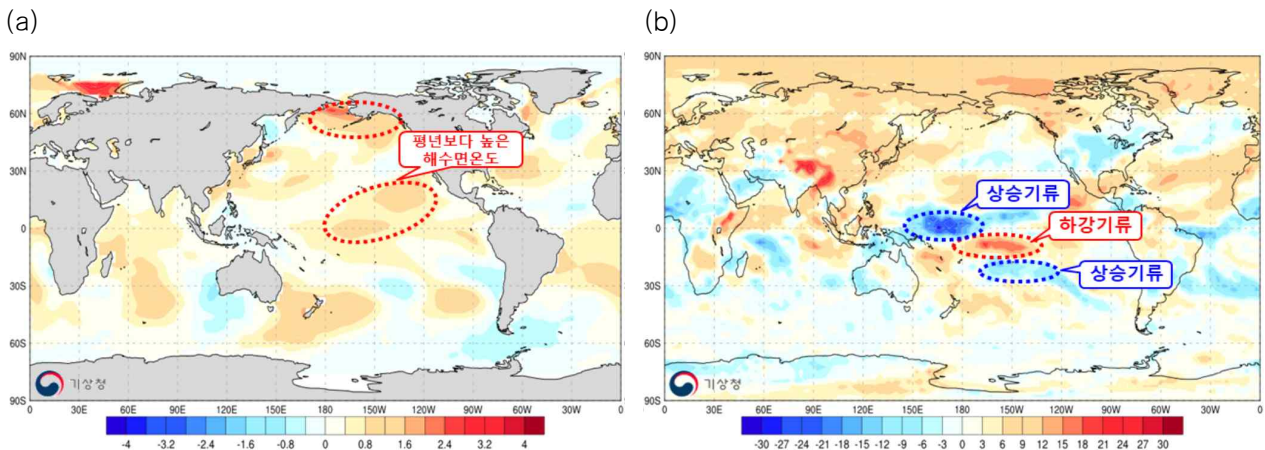 (a)
(b)
90N
60N
30N
0
30S
60S
90S
0 30E 60E 90E 120E 150E 180 150W 120W 90W 60W 30W 0
평년보다 높은
해수면온도
기상청
-4 -3.2 -2.4 -1.6 -0.8 0 0.8 1.6 2.4 3.2 4
90N
60N
30N
0
30S
60S
90S
0 30E 60E 90E 120E 150E 180 150W 120W 90W 60W 30W 0
상승기류
하강기류
상승기류
기상청
-30 -27 -24 -21 -18 -15 -12 -9 -6 -3 0 3 6 9 12 15 18 21 24 27 30